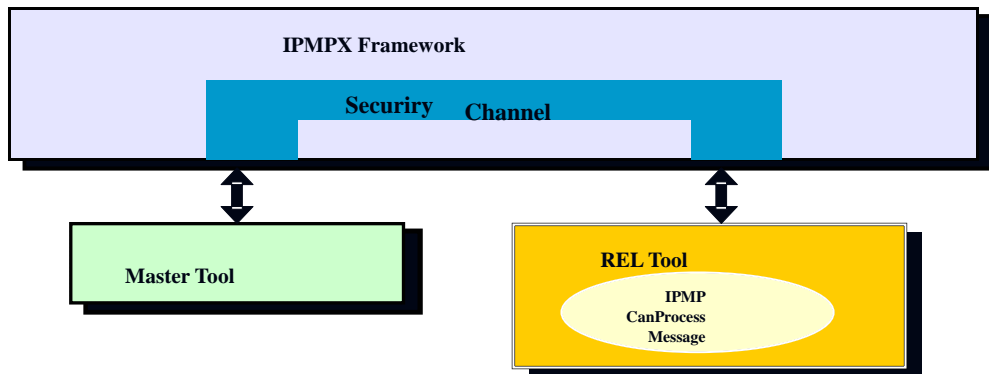 IPMPX Framework
Securiry Channel
Master Tool
REL Tool
IPMP
CanProcess
Message